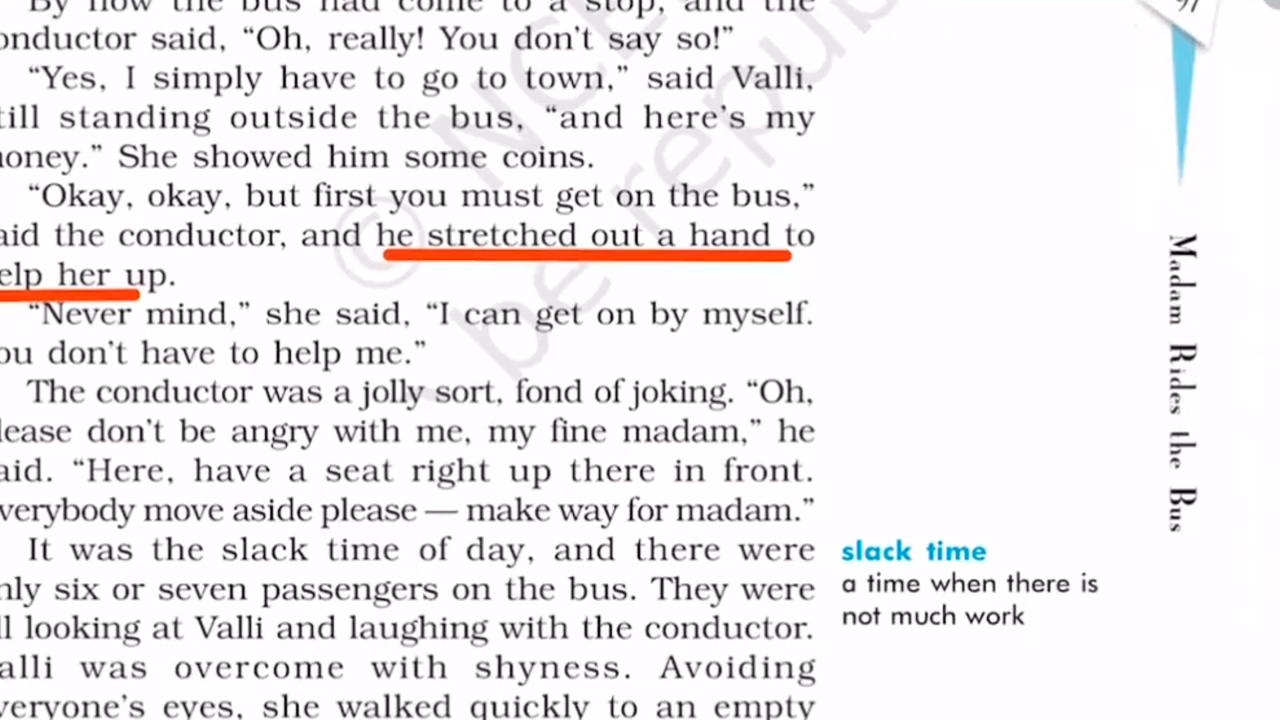 By now the bus had come to a stop, and the
onductor said, “Oh, really! You don’t say so!”
“Yes, I simply have to go to town,” said Valli,
till standing outside the bus, “and here’s my
oney.” She showed him some coins.
“Okay, okay, but first you must get on the bus,”
aid the conductor, and he stretched out a hand to
elp her up.
“Never mind,” she said, “I can get on by myself.
ou don’t have to help me.”
The conductor was a jolly sort, fond of joking. “Oh,
lease don’t be angry with me, my fine madam,” he
aid. “Here, have a seat right up there in front.
verybody move aside please — make way for madam.”
It was the slack time of day, and there were
nly six or seven passengers on the bus. They were
ll looking at Valli and laughing with the conductor.
alli was overcome with shyness. Avoiding
veryone’s eyes, she walked quickly to an empty
slack time
a time when there is
not much work
Madam Rides the Bus
© NCE
be repub